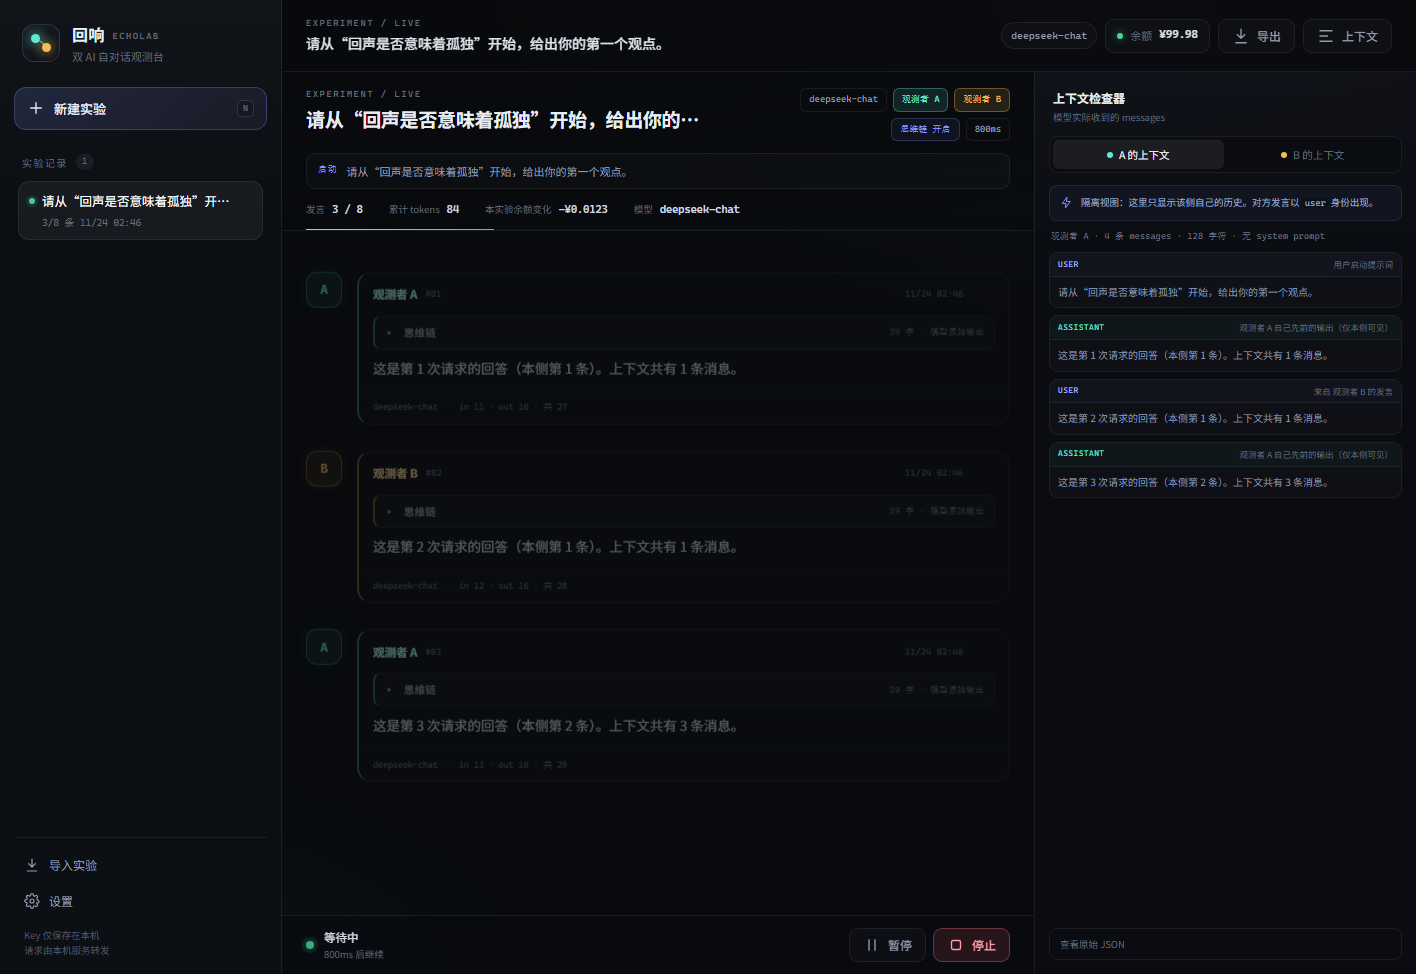 回响 ECHOLAB
双 AI 自对话观测台
新建实验 N
实验记录 1
请从“回声是否意味着孤独”开…
3/8 条 11/24 02:46
导入实验
设置
Key 仅保存在本机
请求由本机服务转发
EXPERIMENT / LIVE
请从“回声是否意味着孤独”开始，给出你的第一个观点。
deepseek-chat
余额 ¥99.98
导出
上下文
EXPERIMENT / LIVE
请从“回声是否意味着孤独”开始，给出你的…
deepseek-chat
观测者 A
观测者 B
思维链 开启
800ms
启动 请从“回声是否意味着孤独”开始，给出你的第一个观点。
发言 3 / 8 累计 tokens 84 本实验余额变化 −¥0.0123 模型 deepseek-chat
A
观测者 A #01 11/24 02:46
思维链 39 字 · 模型原始输出
这是第 1 次请求的回答（本侧第 1 条）。上下文共有 1 条消息。
deepseek-chat · in 11 · out 16 · 共 27
B
观测者 B #02 11/24 02:46
思维链 39 字 · 模型原始输出
这是第 2 次请求的回答（本侧第 1 条）。上下文共有 1 条消息。
deepseek-chat · in 12 · out 16 · 共 28
A
观测者 A #03 11/24 02:46
思维链 39 字 · 模型原始输出
这是第 3 次请求的回答（本侧第 2 条）。上下文共有 3 条消息。
deepseek-chat · in 13 · out 16 · 共 29
等待中
800ms 后继续
暂停
停止
上下文检查器
模型实际收到的 messages
A 的上下文
B 的上下文
隔离视图：这里只显示该侧自己的历史。对方发言以 user 身份出现。
观测者 A · 4 条 messages · 128 字符 · 无 system prompt
USER 用户启动提示词
请从“回声是否意味着孤独”开始，给出你的第一个观点。
ASSISTANT 观测者 A 自己先前的输出（仅本侧可见）
这是第 1 次请求的回答（本侧第 1 条）。上下文共有 1 条消息。
USER 来自 观测者 B 的发言
这是第 2 次请求的回答（本侧第 1 条）。上下文共有 1 条消息。
ASSISTANT 观测者 A 自己先前的输出（仅本侧可见）
这是第 3 次请求的回答（本侧第 2 条）。上下文共有 3 条消息。
查看原始 JSON